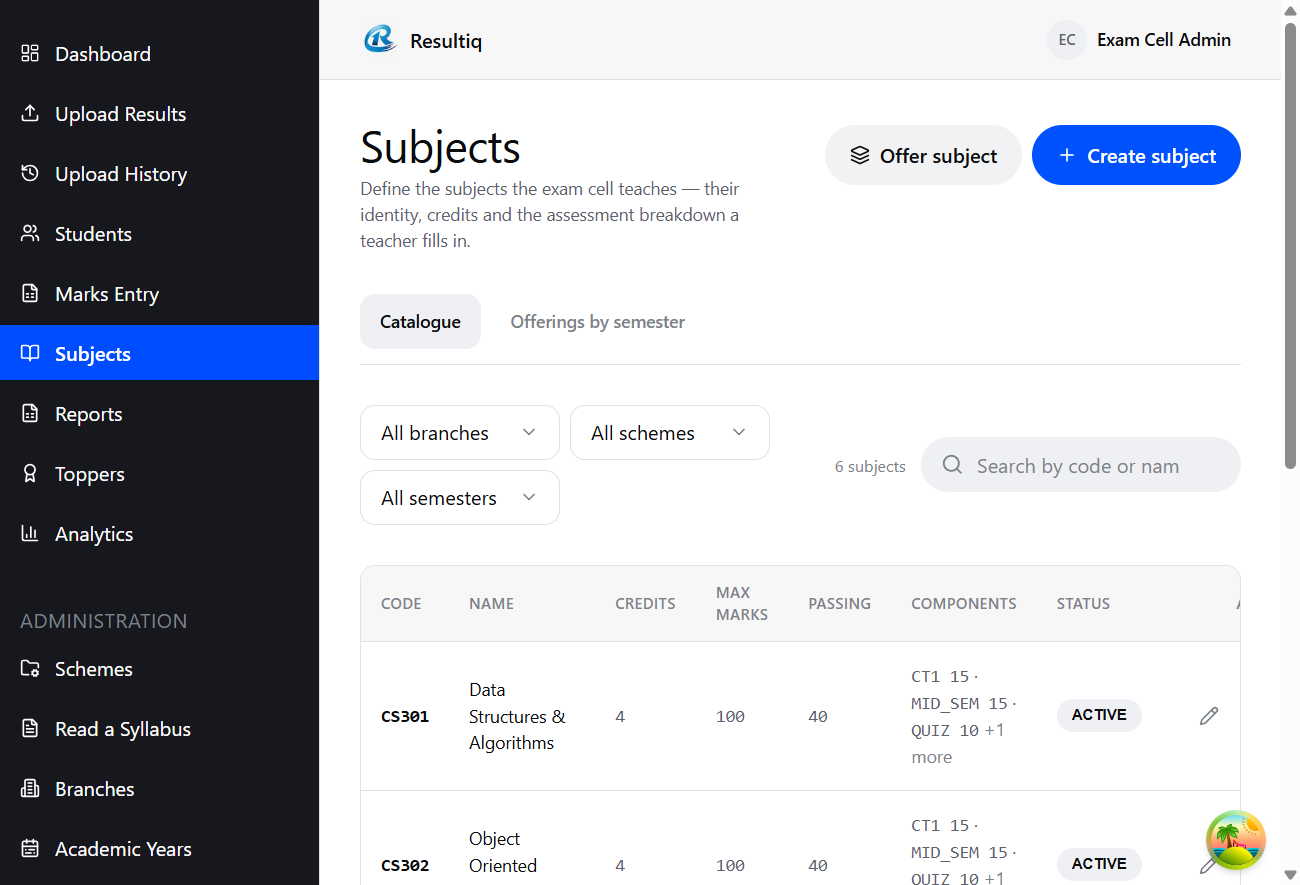 Dashboard
Upload Results
Upload History
Students
Marks Entry
Subjects
Reports
Toppers
Analytics
ADMINISTRATION
Schemes
Read a Syllabus
Branches
Academic Years
Resultiq
EC Exam Cell Admin
Subjects
Define the subjects the exam cell teaches — their
identity, credits and the assessment breakdown a
teacher fills in.
Offer subject
Create subject
Catalogue Offerings by semester
All branches All schemes
All semesters
6 subjects Search by code or nam
CODE NAME CREDITS MAX MARKS PASSING COMPONENTS STATUS
CS301 Data Structures & Algorithms 4 100 40 CT1 15 · MID_SEM 15 · QUIZ 10 +1 more ACTIVE
CS302 Object Oriented 4 100 40 CT1 15 · MID_SEM 15 · QUIZ 10 +1 ACTIVE